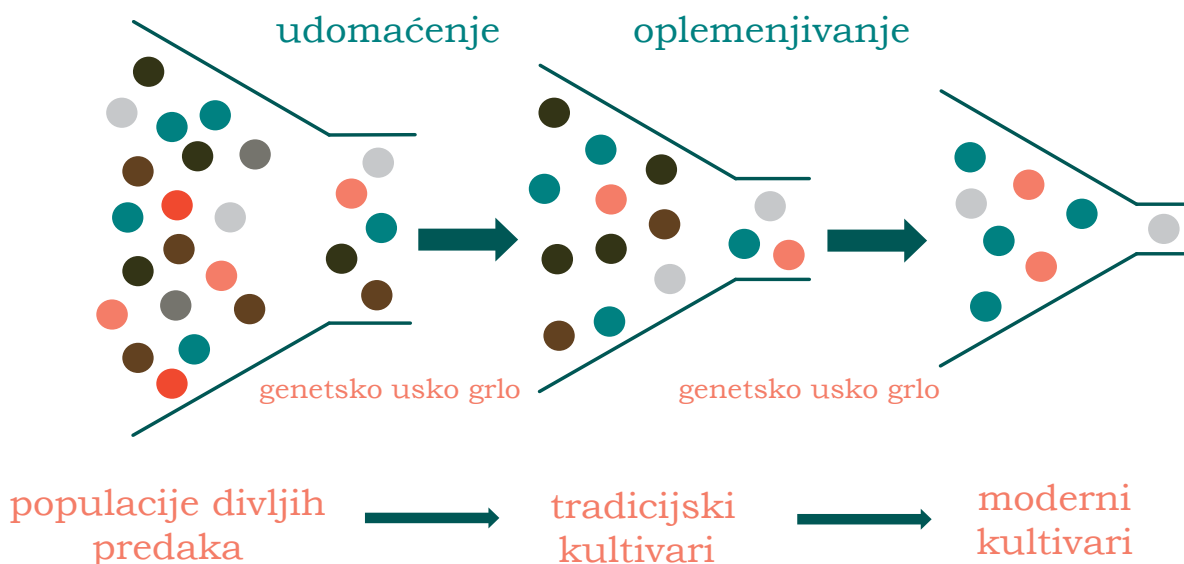 udomaćenje
oplemenjivanje
genetsko usko grlo
genetsko usko grlo
populacije divljih
predaka
tradicijski
kultivari
moderni
kultivari